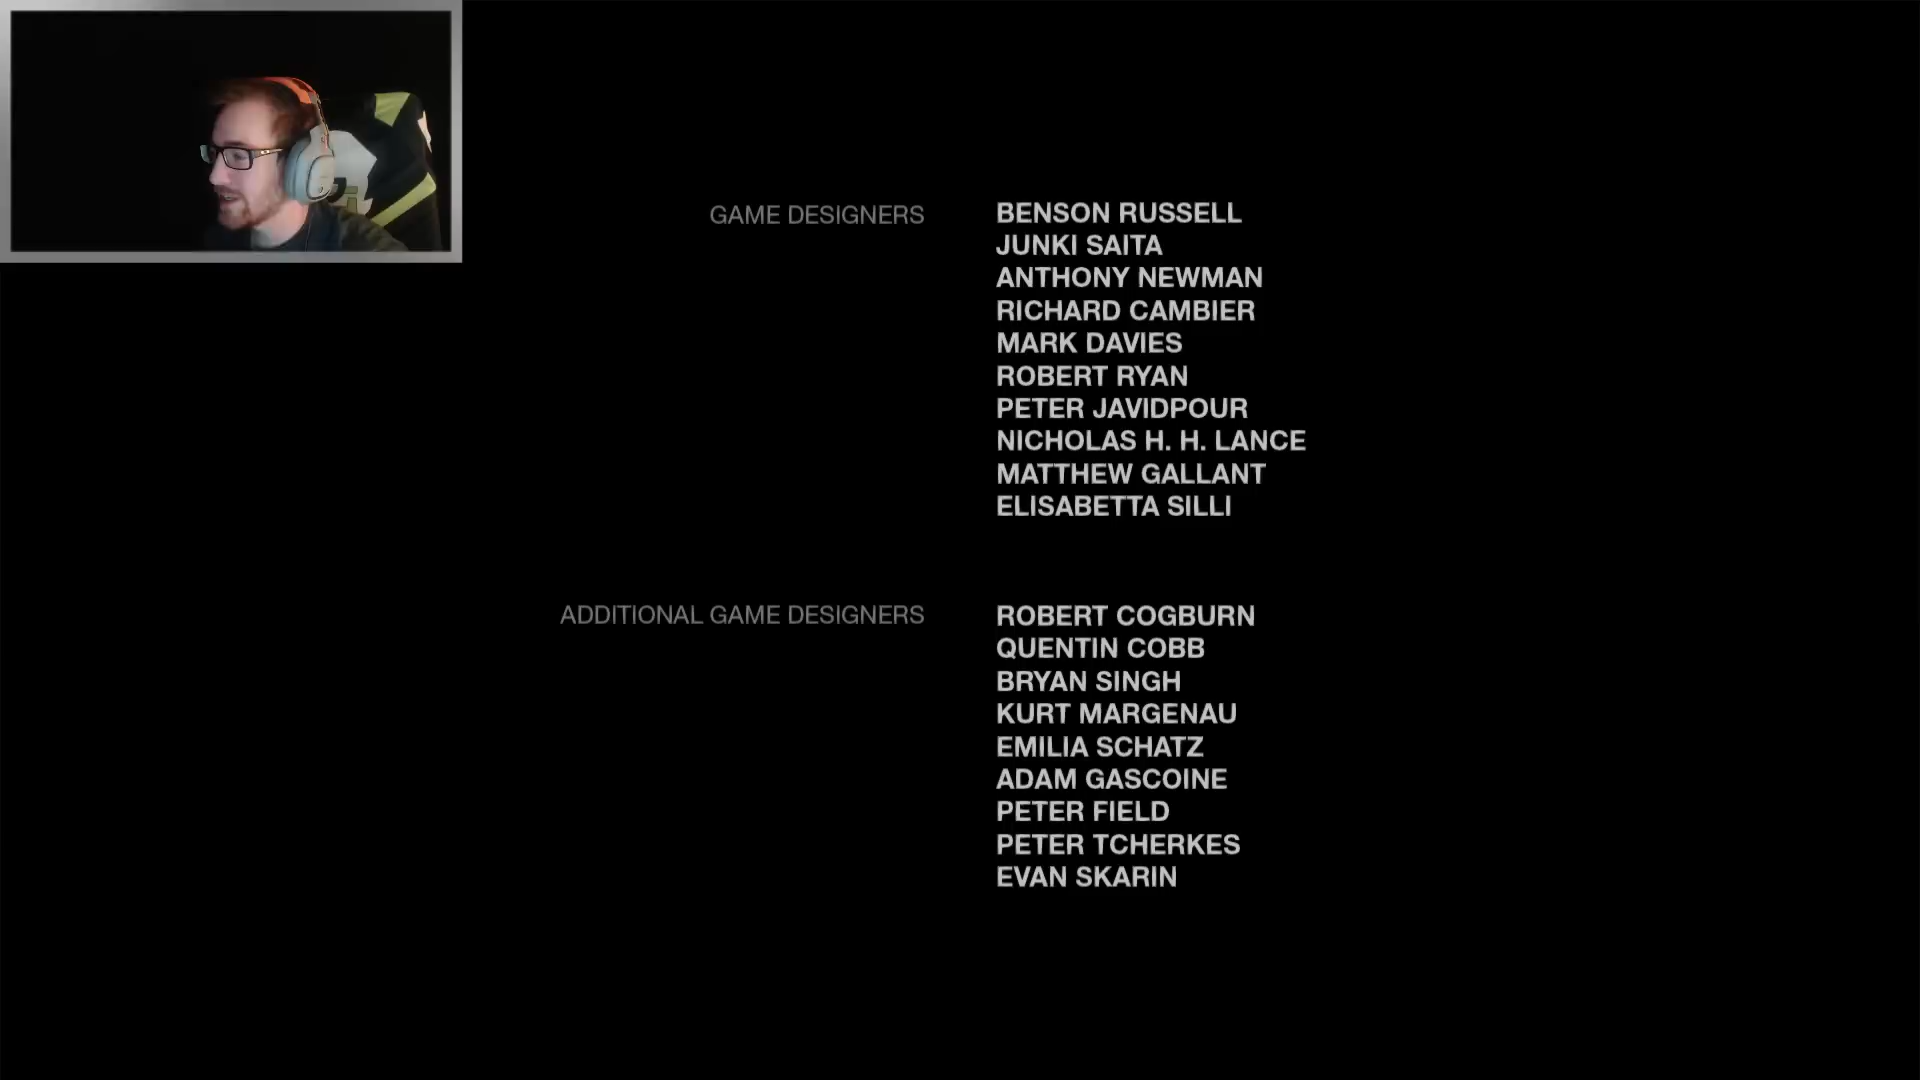 GAME DESIGNERS
BENSON RUSSELL
JUNKI SAITA
ANTHONY NEWMAN
RICHARD CAMBIER
MARK DAVIES
ROBERT RYAN
PETER JAVIDPOUR
NICHOLAS H. H. LANCE
MATTHEW GALLANT
ELISABETTA SILLI
ADDITIONAL GAME DESIGNERS
ROBERT COGBURN
QUENTIN COBB
BRYAN SINGH
KURT MARGENAU
EMILIA SCHATZ
ADAM GASCOINE
PETER FIELD
PETER TCHERKES
EVAN SKARIN